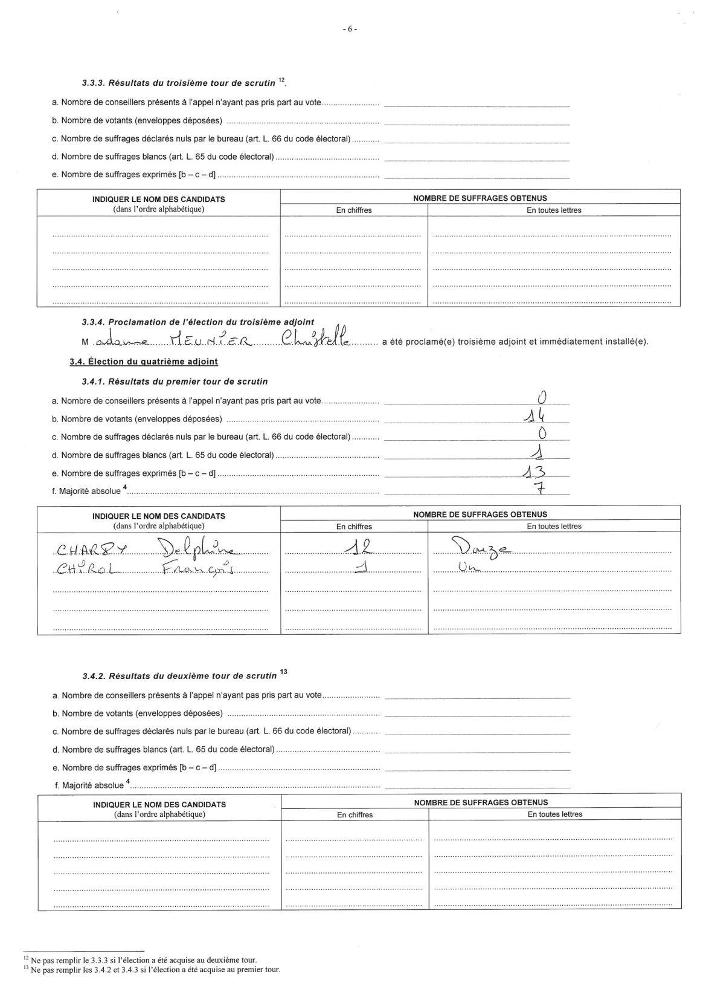 - 6 -
3.3.3. Résultats du troisième tour de scrutin 12.
a. Nombre de conseillers présents à l'appel n'ayant pas pris part au vote........................
b. Nombre de votants (enveloppes déposées) ........................
c. Nombre de suffrages déclarés nuls par le bureau (art. L. 66 du code électoral)............
d. Nombre de suffrages blancs (art. L. 65 du code électoral)........................
e. Nombre de suffrages exprimés [b – c – d]........................
INDIQUER LE NOM DES CANDIDATS
(dans l'ordre alphabétique)
NOMBRE DE SUFFRAGES OBTENUS
En chiffres
En toutes lettres
3.3.4. Proclamation de l'élection du troisième adjoint
Madame MEUNIER Christelle a été proclamé(e) troisième adjoint et immédiatement installé(e).
3.4. Élection du quatrième adjoint
3.4.1. Résultats du premier tour de scrutin
a. Nombre de conseillers présents à l'appel n'ayant pas pris part au vote........................ 0
b. Nombre de votants (enveloppes déposées) ........................ 14
c. Nombre de suffrages déclarés nuls par le bureau (art. L. 66 du code électoral)............ 0
d. Nombre de suffrages blancs (art. L. 65 du code électoral)........................ 1
e. Nombre de suffrages exprimés [b – c – d]........................ 13
f. Majorité absolue 4........................ 7
INDIQUER LE NOM DES CANDIDATS
(dans l'ordre alphabétique)
NOMBRE DE SUFFRAGES OBTENUS
En chiffres
En toutes lettres
Delphine 12 Douze
CHIROL François 1 Un
3.4.2. Résultats du deuxième tour de scrutin 13
a. Nombre de conseillers présents à l'appel n'ayant pas pris part au vote........................
b. Nombre de votants (enveloppes déposées) ........................
c. Nombre de suffrages déclarés nuls par le bureau (art. L. 66 du code électoral)............
d. Nombre de suffrages blancs (art. L. 65 du code électoral)........................
e. Nombre de suffrages exprimés [b – c – d]........................
f. Majorité absolue 4........................
INDIQUER LE NOM DES CANDIDATS
(dans l'ordre alphabétique)
NOMBRE DE SUFFRAGES OBTENUS
En chiffres
En toutes lettres
12 Ne pas remplir le 3.3.3 si l'élection a été acquise au deuxième tour.
13 Ne pas remplir les 3.4.2 et 3.4.3 si l'élection a été acquise au premier tour.